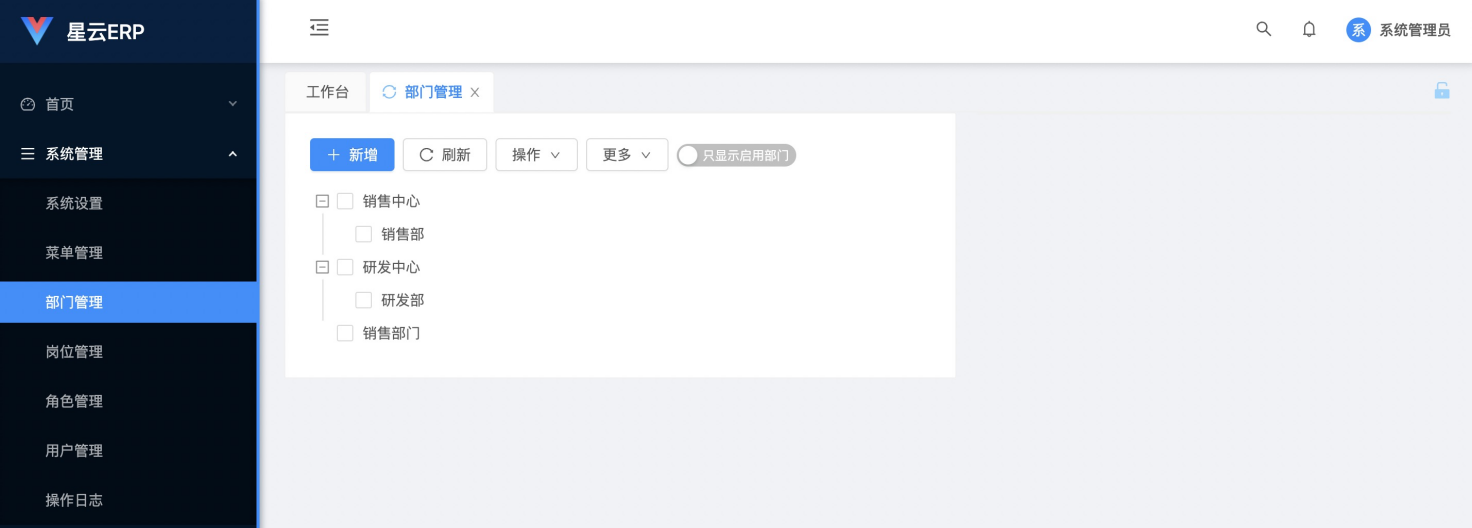 星云ERP
系 系统管理员
首页
系统管理
系统设置
菜单管理
部门管理
岗位管理
角色管理
用户管理
操作日志
工作台 部门管理
新增 刷新 操作 更多 只显示启用部门
销售中心
销售部
研发中心
研发部
销售部门